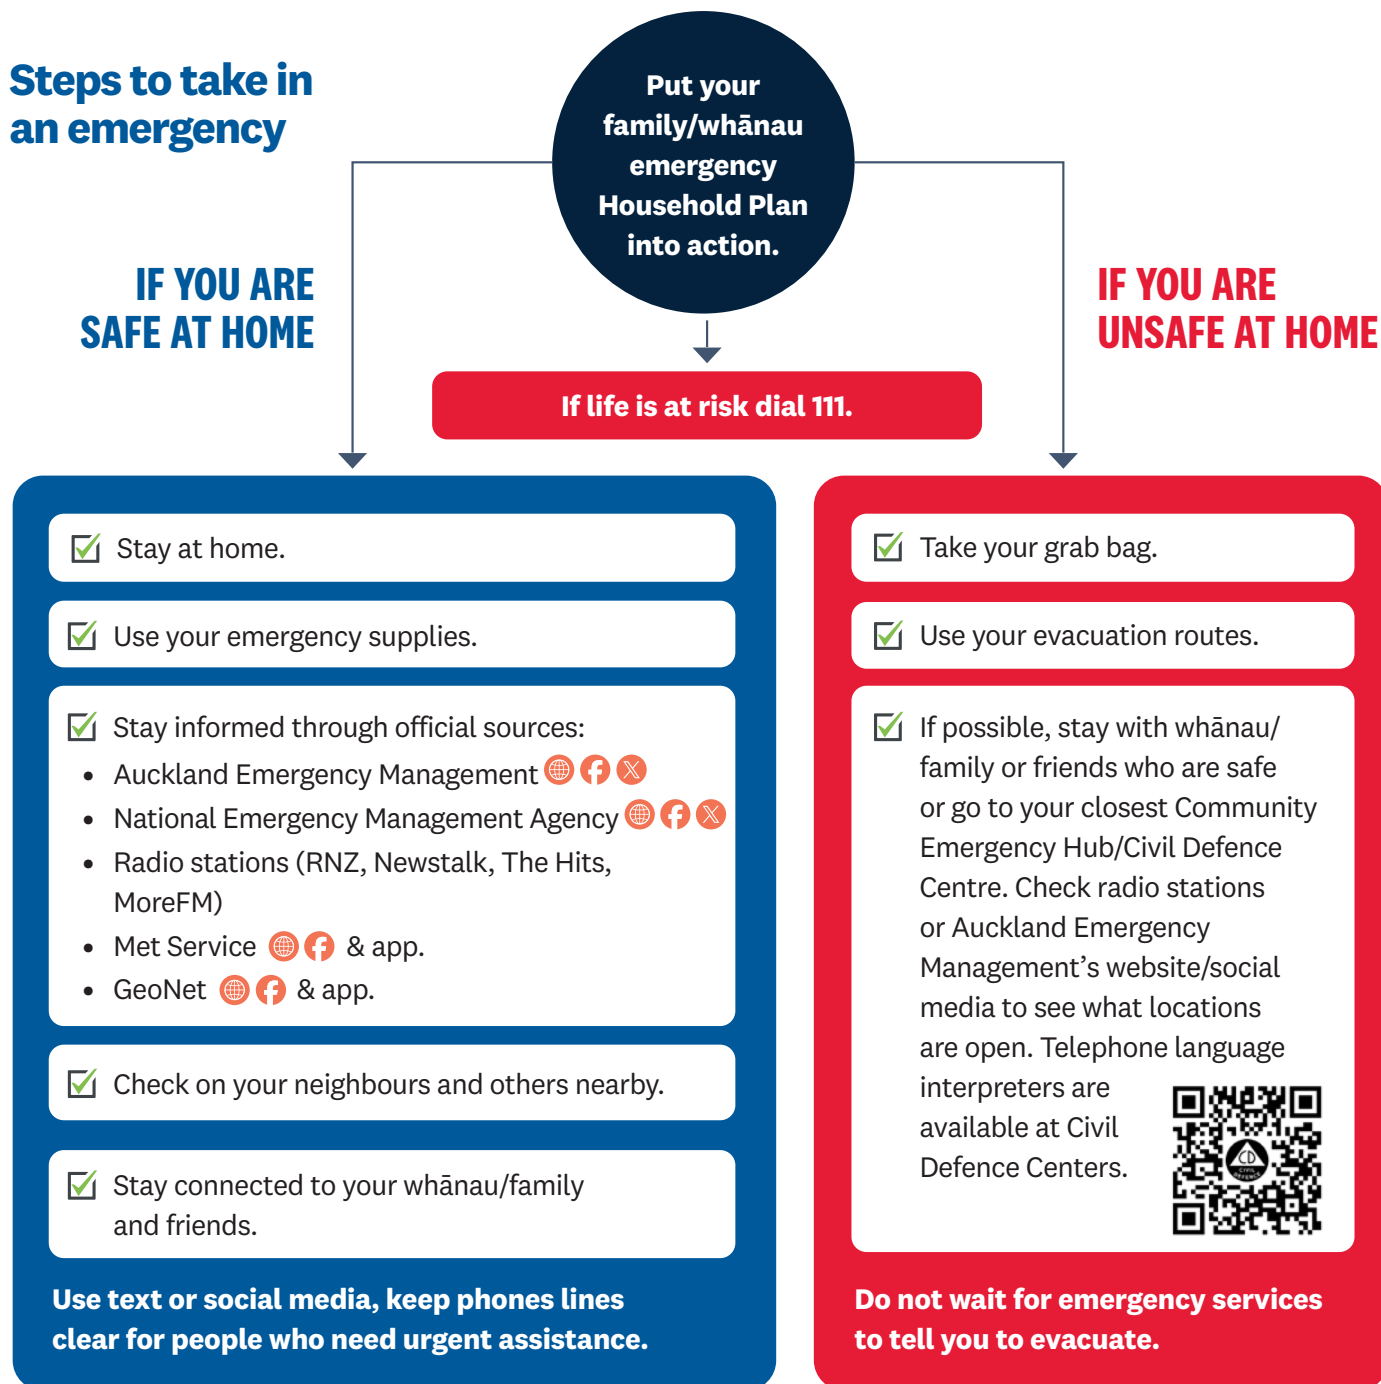 Steps to take in
an emergency
Put your
family/whānau
emergency
Household Plan
into action.
IF YOU ARE
SAFE AT HOME
IF YOU ARE
UNSAFE AT HOME
If life is at risk dial 111.
Stay at home.
Use your emergency supplies.
Stay informed through official sources:
• Auckland Emergency Management
• National Emergency Management Agency
• Radio stations (RNZ, Newstalk, The Hits,
MoreFM)
• Met Service & app.
• GeoNet & app.
Check on your neighbours and others nearby.
Stay connected to your whānau/family
and friends.
Use text or social media, keep phones lines
clear for people who need urgent assistance.
Take your grab bag.
Use your evacuation routes.
If possible, stay with whānau/
family or friends who are safe
or go to your closest Community
Emergency Hub/Civil Defence
Centre. Check radio stations
or Auckland Emergency
Management’s website/social
media to see what locations
are open. Telephone language
interpreters are
available at Civil
Defence Centers.
CD
CIVIL
DEFENCE
Do not wait for emergency services
to tell you to evacuate.